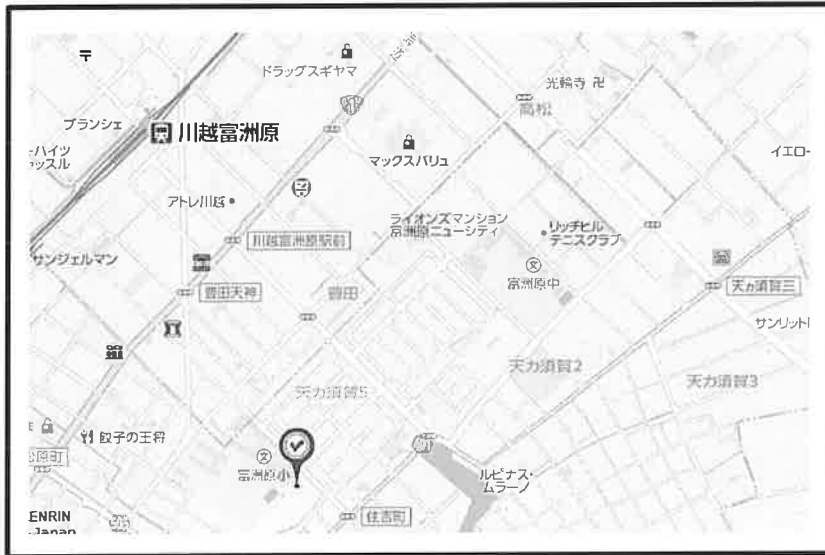 〒
ドラッグスギヤマ
光輪寺 卍
高松
ブランシェ
川越富洲原
マックスバリュ
イエロー
ーハイツ
ャッスル
アトレ川越
ライオンズマンション
富洲原ニューシティ
リッチヒル
テニスクラブ
川越富洲原駅前
サンジェルマン
富洲原中
豊田天神
豊田
天カ須賀三
サンリット
天カ須賀2
天カ須賀3
天カ須賀5
餃子の王将
松原町
富洲原小
ルピナス・
ムラーノ
住吉町
ENRIN
Japan